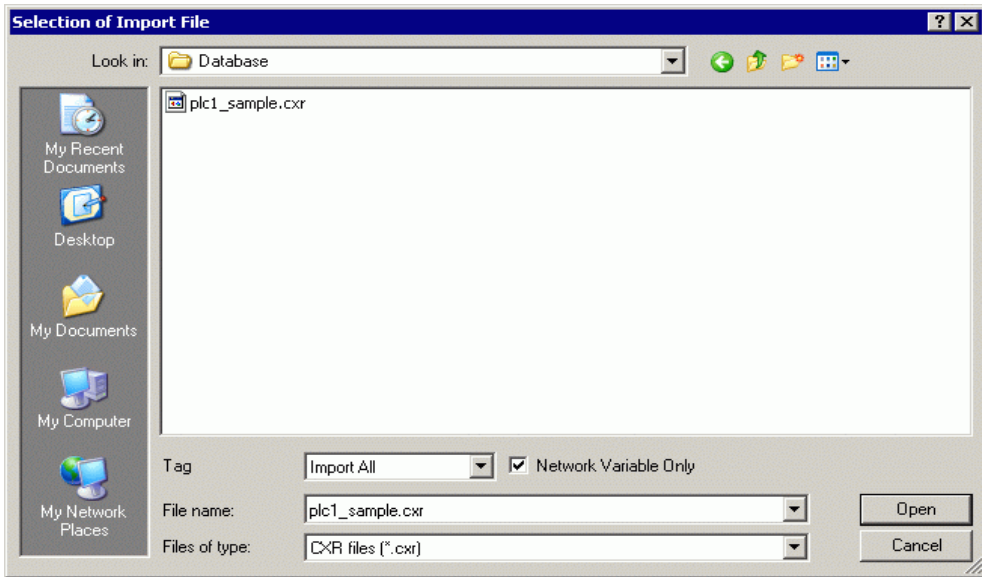 Selection of Import File
Look in: Database
plc1_sample.cxr
My Recent
Documents
Desktop
My Documents
My Computer
My Network
Places
Tag Import All Network Variable Only
File name: plc1_sample.cxr Open
Files of type: CXR files (*.cxr) Cancel